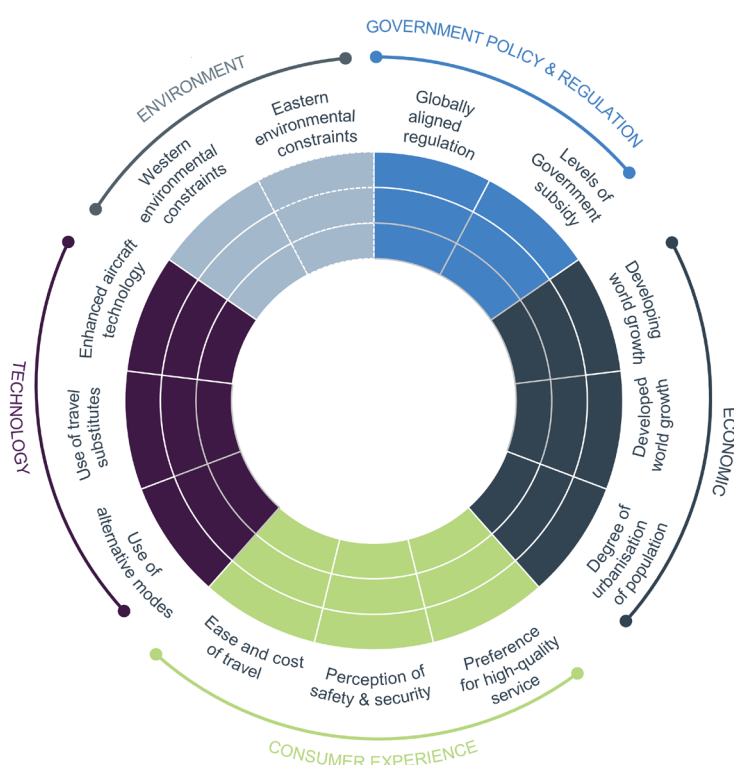 GOVERNMENT POLICY & REGULATION
Globally
aligned
regulation
Levels of
Government
subsidy
ECONOMIC
Developing
world growth
Developed
world growth
Degree of
urbanisation
of population
CONSUMER EXPERIENCE
Preference
for high-quality
service
Perception of
safety & security
Ease and cost
of travel
TECHNOLOGY
Use of
alternative modes
Use of travel
substitutes
Enhanced aircraft
technology
ENVIRONMENT
Western
environmental
constraints
Eastern
environmental
constraints